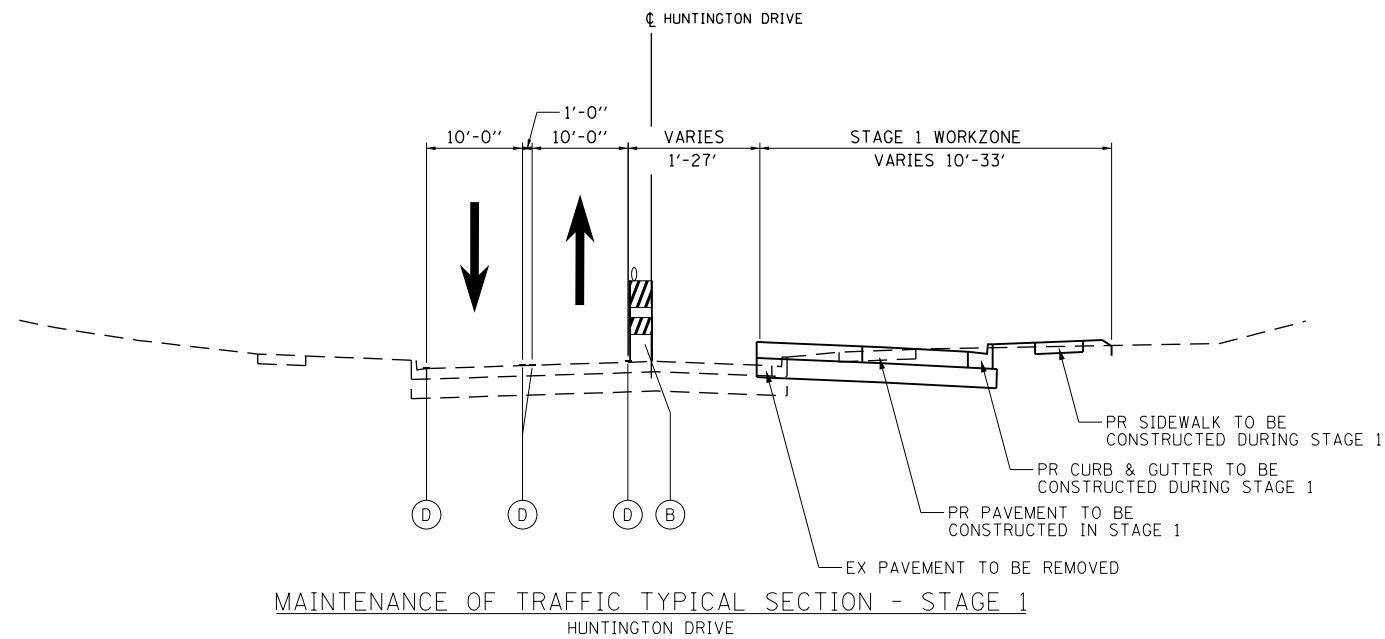 ℄ HUNTINGTON DRIVE
1'-0''
10'-0''
10'-0''
VARIES
1'-27'
STAGE 1 WORKZONE
VARIES 10'-33'
PR SIDEWALK TO BE
CONSTRUCTED DURING STAGE 1
PR CURB & GUTTER TO BE
CONSTRUCTED DURING STAGE 1
PR PAVEMENT TO BE
CONSTRUCTED IN STAGE 1
EX PAVEMENT TO BE REMOVED
D
D
D
B
MAINTENANCE OF TRAFFIC TYPICAL SECTION - STAGE 1
HUNTINGTON DRIVE